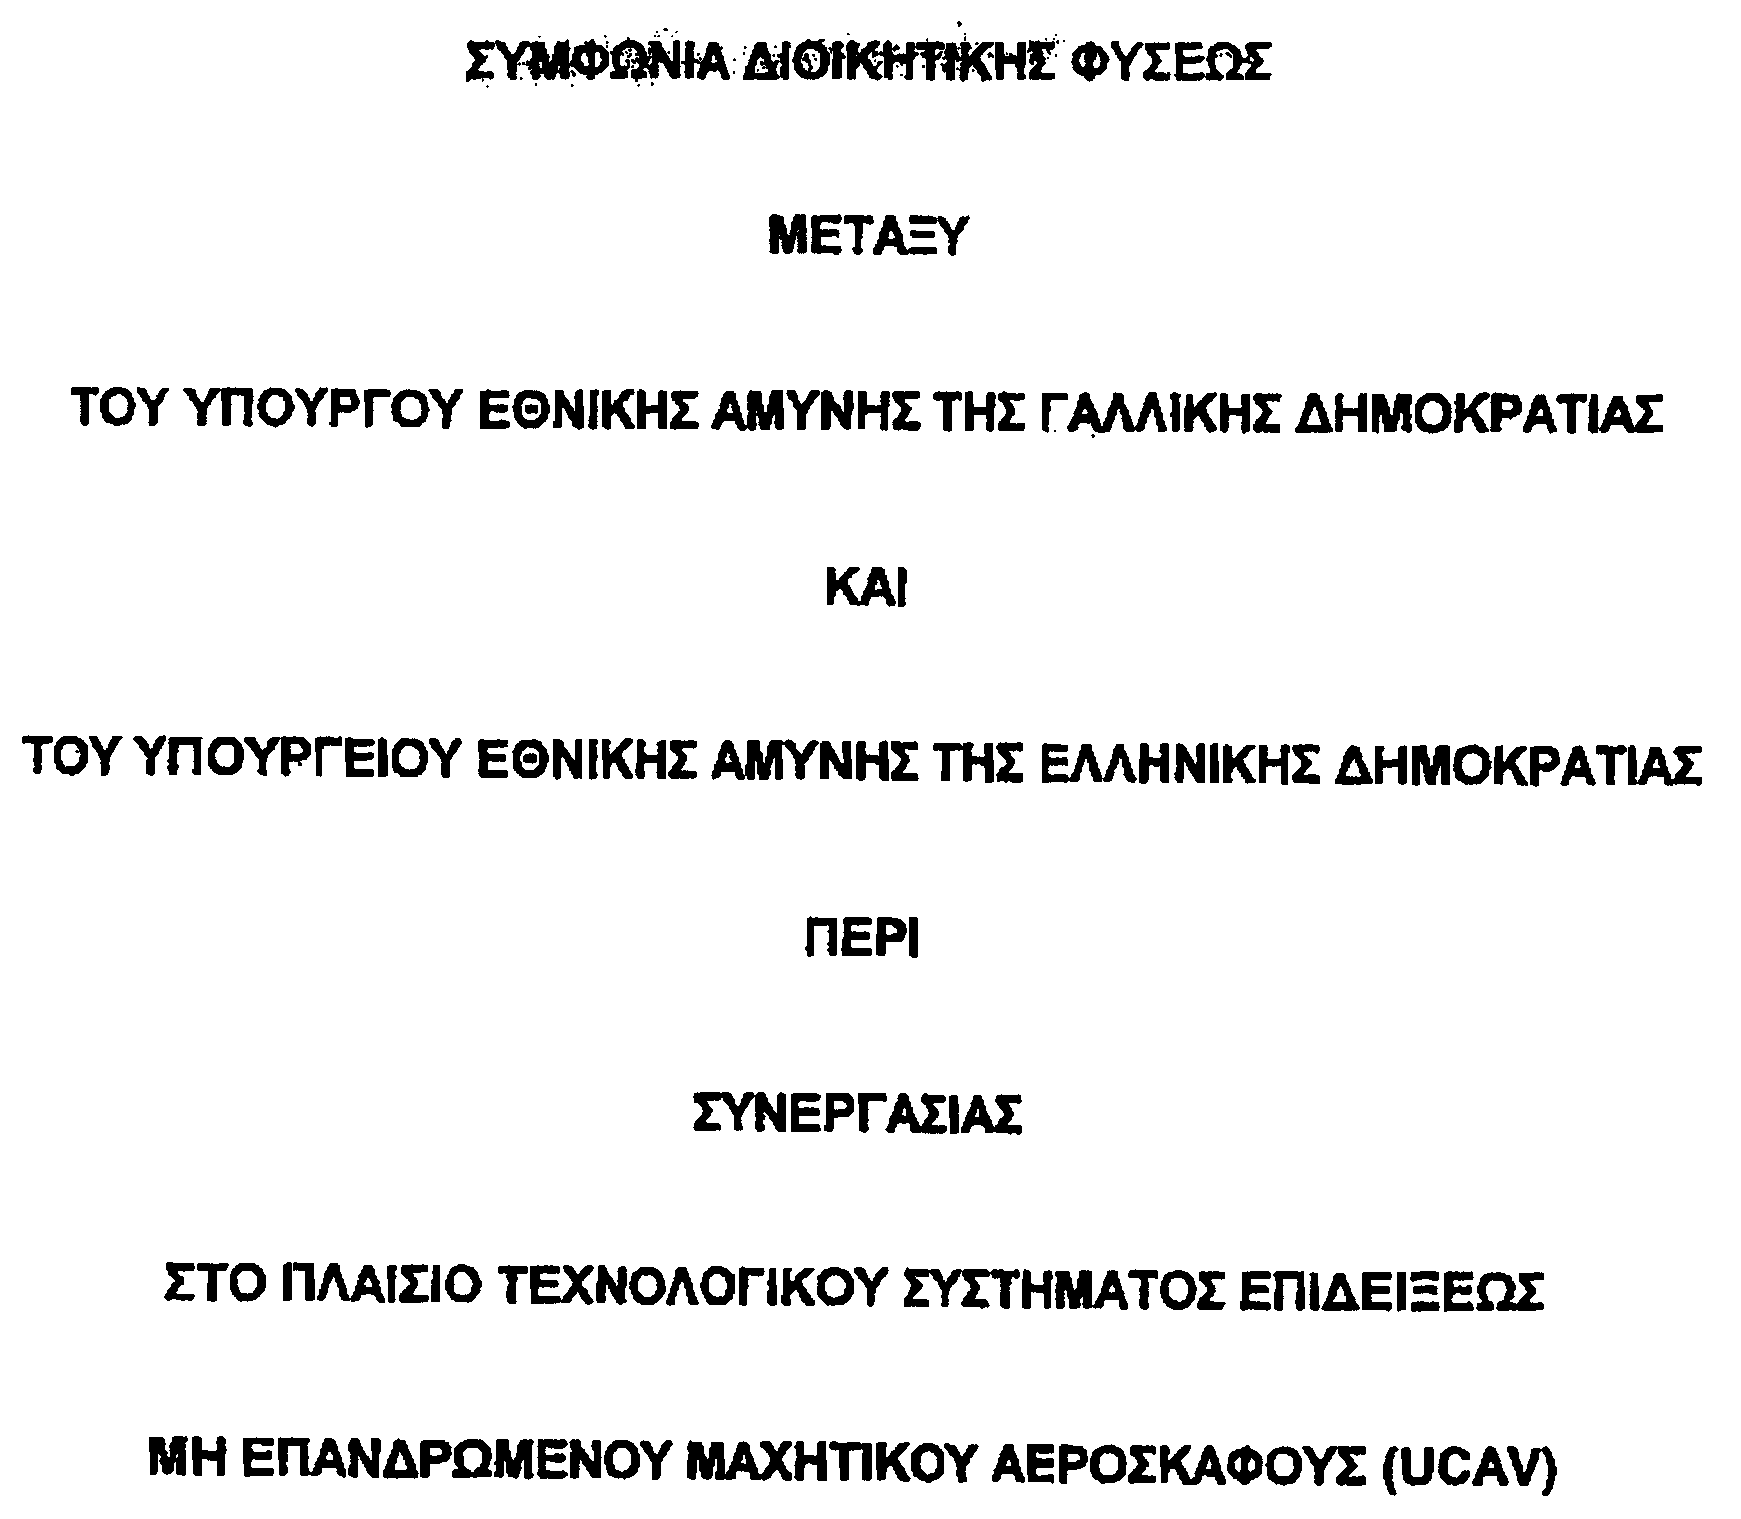 ΣΥΜΦΩΝΙΑ ΔΙΟΙΚΗΤΙΚΗΣ ΦΥΣΕΩΣ
ΜΕΤΑΞΥ
ΤΟΥ ΥΠΟΥΡΓΟΥ ΕΘΝΙΚΗΣ ΑΜΥΝΗΣ ΤΗΣ ΓΑΛΛΙΚΗΣ ΔΗΜΟΚΡΑΤΙΑΣ
ΚΑΙ
ΤΟΥ ΥΠΟΥΡΓΕΙΟΥ ΕΘΝΙΚΗΣ ΑΜΥΝΗΣ ΤΗΣ ΕΛΛΗΝΙΚΗΣ ΔΗΜΟΚΡΑΤΙΑΣ
ΠΕΡΙ
ΣΥΝΕΡΓΑΣΙΑΣ
ΣΤΟ ΠΛΑΙΣΙΟ ΤΕΧΝΟΛΟΓΙΚΟΥ ΣΥΣΤΗΜΑΤΟΣ ΕΠΙΔΕΙΞΕΩΣ
ΜΗ ΕΠΑΝΔΡΩΜΕΝΟΥ ΜΑΧΗΤΙΚΟΥ ΑΕΡΟΣΚΑΦΟΥΣ (UCAV)